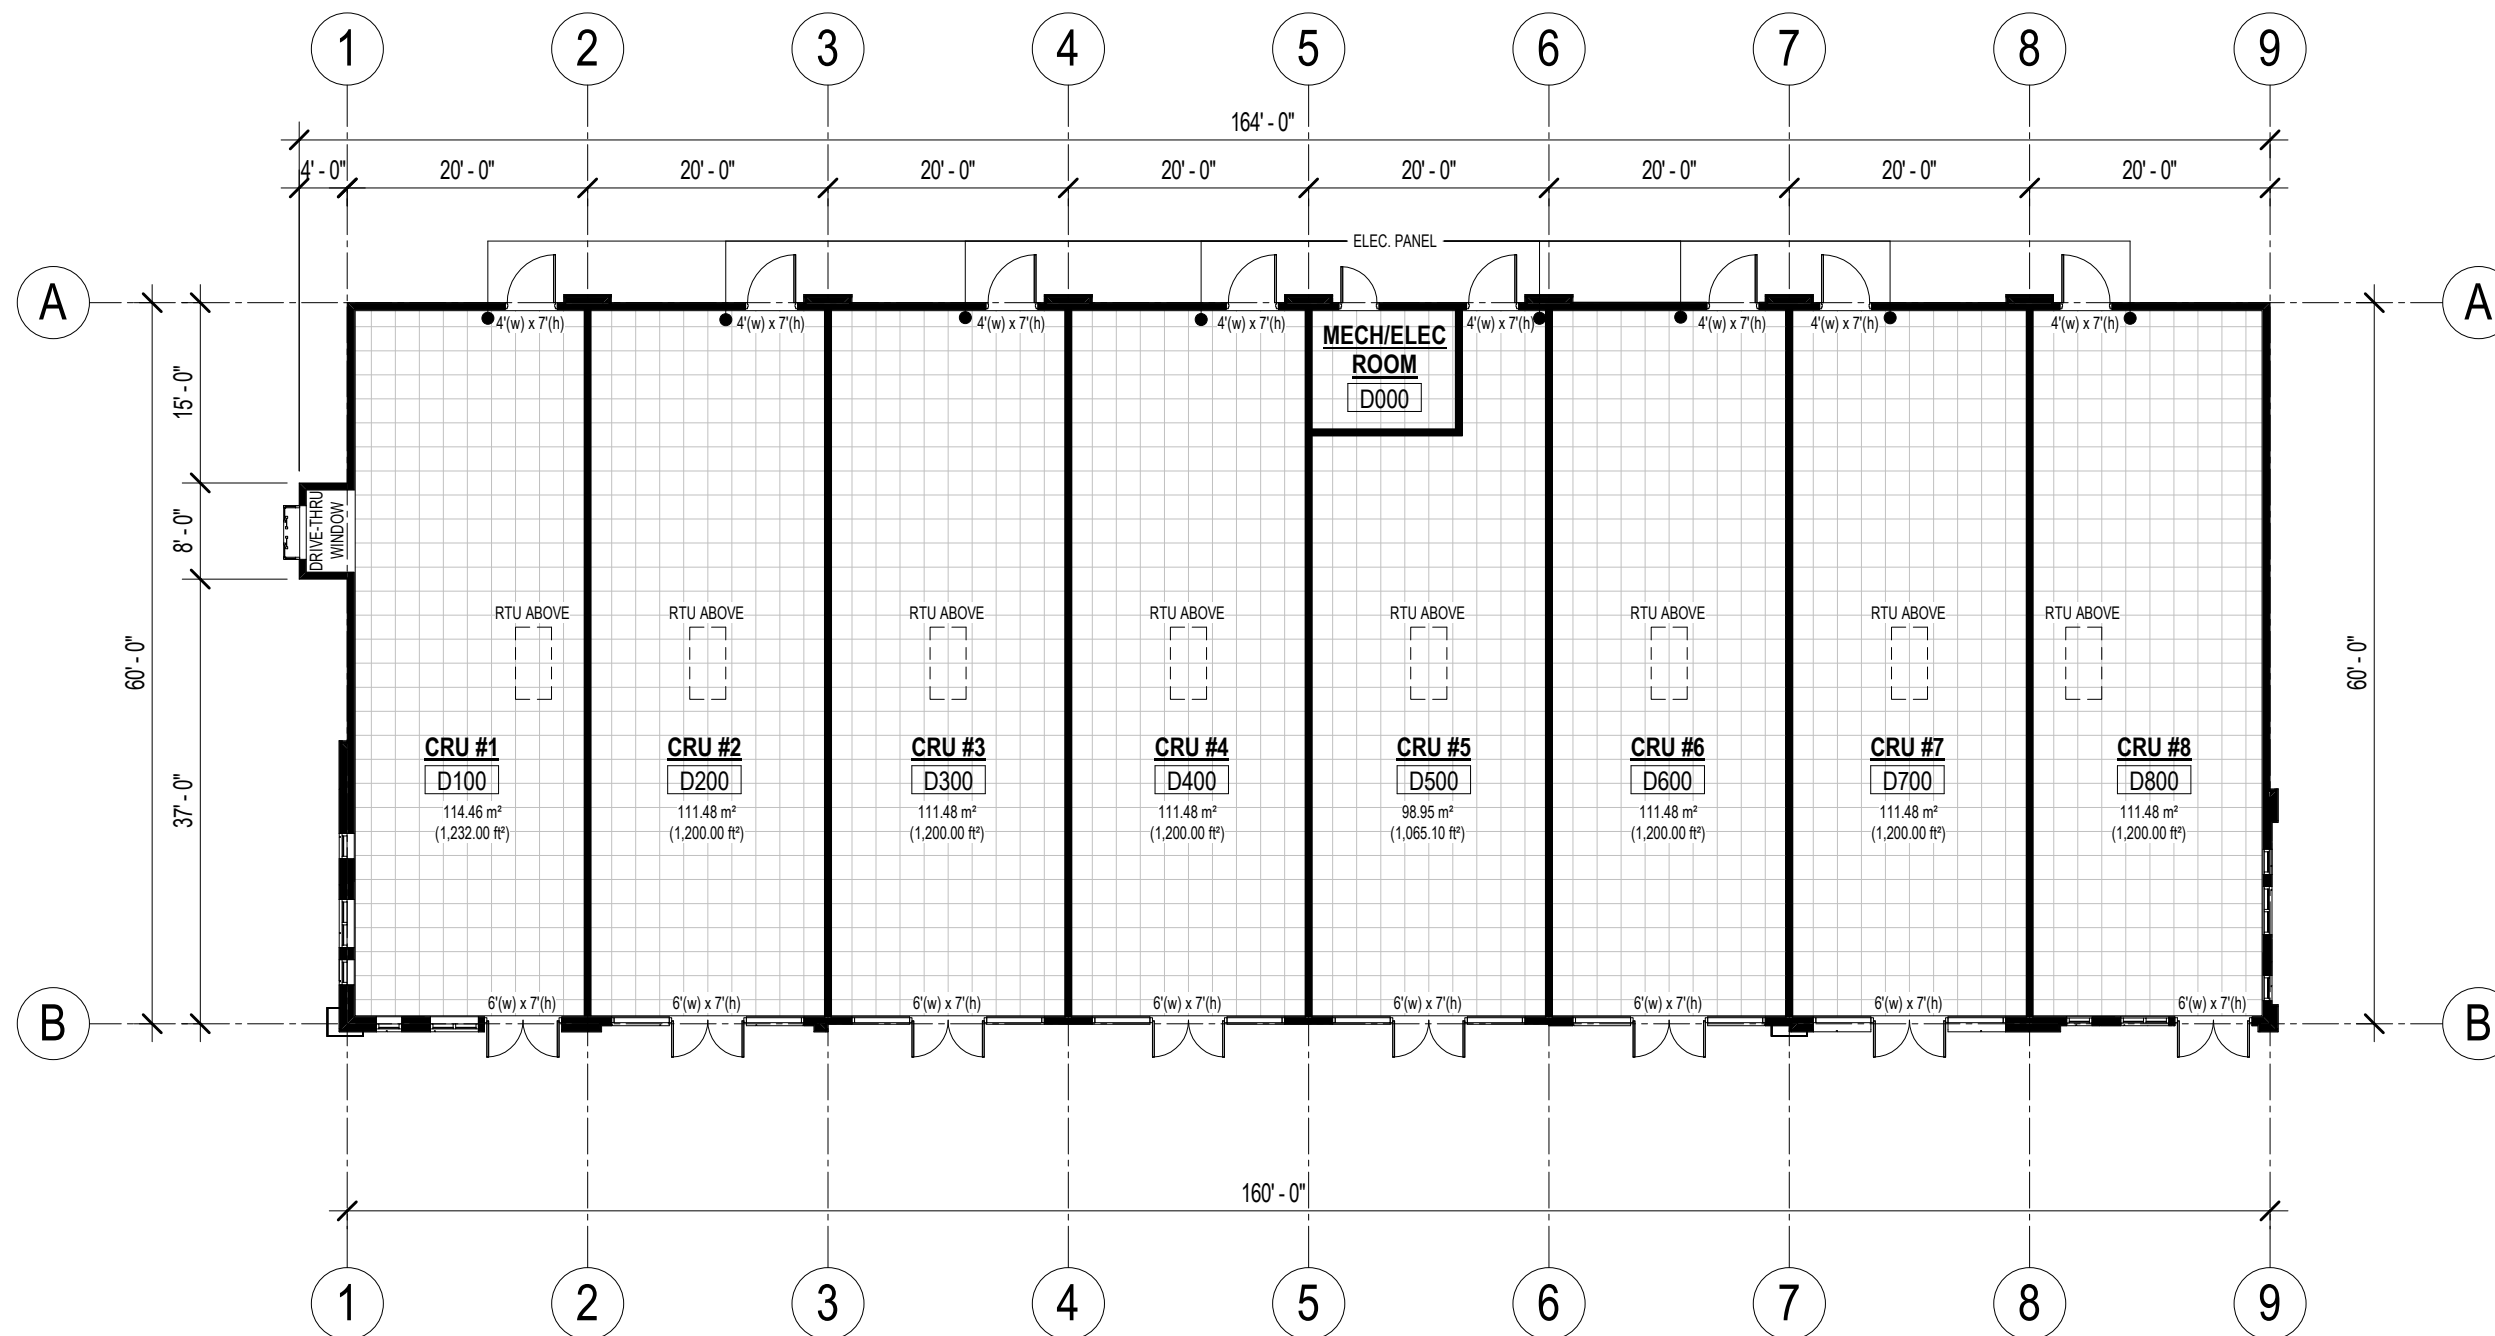 1 2 3 4 5 6 7 8 9
164' - 0"
4' - 0" 20' - 0" 20' - 0" 20' - 0" 20' - 0" 20' - 0" 20' - 0" 20' - 0" 20' - 0"
ELEC. PANEL
A A
4'(w) x 7'(h) 4'(w) x 7'(h) 4'(w) x 7'(h) 4'(w) x 7'(h) 4'(w) x 7'(h) 4'(w) x 7'(h) 4'(w) x 7'(h) 4'(w) x 7'(h)
MECH/ELEC
ROOM
D000
15' - 0"
8' - 0"
DRIVE-THRU
WINDOW
RTU ABOVE RTU ABOVE RTU ABOVE RTU ABOVE RTU ABOVE RTU ABOVE RTU ABOVE RTU ABOVE
60' - 0" 60' - 0"
37' - 0"
CRU #1 CRU #2 CRU #3 CRU #4 CRU #5 CRU #6 CRU #7 CRU #8
D100 D200 D300 D400 D500 D600 D700 D800
114.46 m² 111.48 m² 111.48 m² 111.48 m² 98.95 m² 111.48 m² 111.48 m² 111.48 m²
(1,232.00 ft²) (1,200.00 ft²) (1,200.00 ft²) (1,200.00 ft²) (1,065.10 ft²) (1,200.00 ft²) (1,200.00 ft²) (1,200.00 ft²)
6'(w) x 7'(h) 6'(w) x 7'(h) 6'(w) x 7'(h) 6'(w) x 7'(h) 6'(w) x 7'(h) 6'(w) x 7'(h) 6'(w) x 7'(h) 6'(w) x 7'(h)
B B
160' - 0"
1 2 3 4 5 6 7 8 9